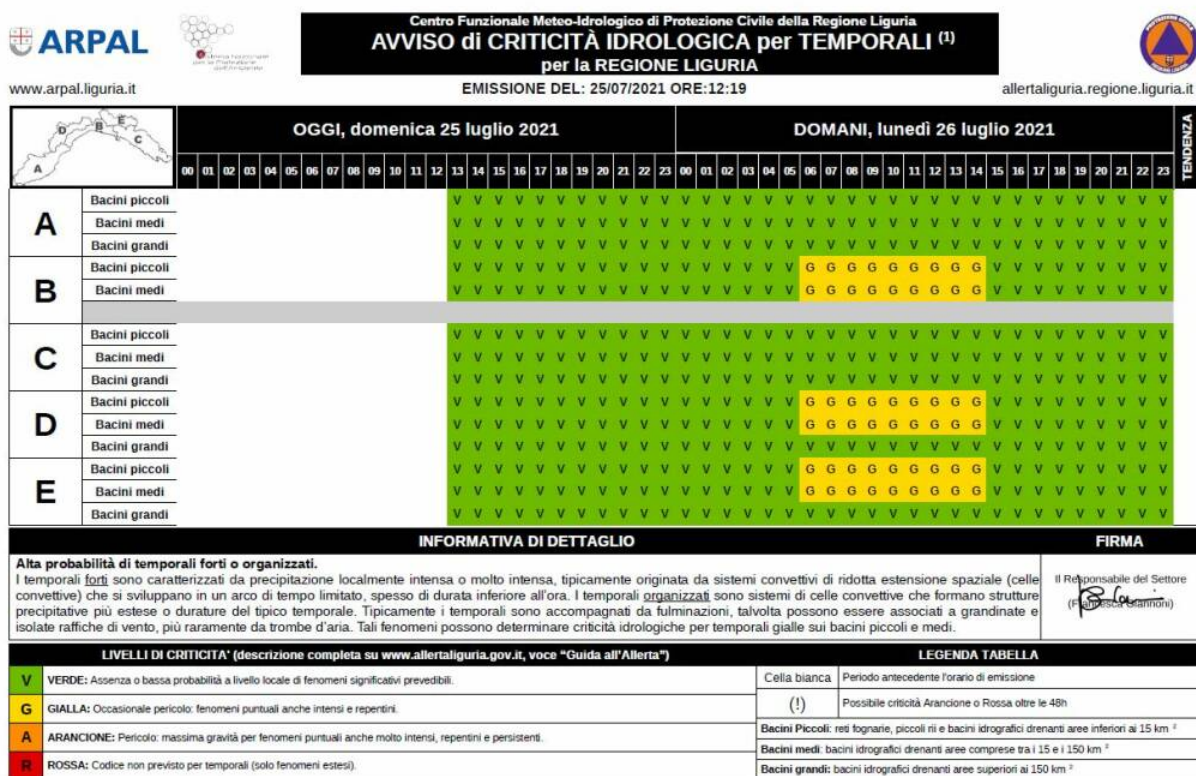 ARPAL
Centro Funzionale Meteo-Idrologico di Protezione Civile della Regione Liguria
AVVISO di CRITICITÀ IDROLOGICA per TEMPORALI (1)
per la REGIONE LIGURIA
www.arpal.liguria.it
EMISSIONE DEL: 25/07/2021 ORE:12:19
allertaliguria.regione.liguria.it
A B C D E
OGGI, domenica 25 luglio 2021
DOMANI, lunedì 26 luglio 2021
TENDENZA
00 01 02 03 04 05 06 07 08 09 10 11 12 13 14 15 16 17 18 19 20 21 22 23 00 01 02 03 04 05 06 07 08 09 10 11 12 13 14 15 16 17 18 19 20 21 22 23
A
Bacini piccoli V V V V V V V V V V V V V V V V V V V V V V V V V V V V V V V V V V V
Bacini medi V V V V V V V V V V V V V V V V V V V V V V V V V V V V V V V V V V V
Bacini grandi V V V V V V V V V V V V V V V V V V V V V V V V V V V V V V V V V V V
B
Bacini piccoli V V V V V V V V V V V V V V V V V G G G G G G G G G V V V V V V V V V
Bacini medi V V V V V V V V V V V V V V V V V G G G G G G G G G V V V V V V V V V
C
Bacini piccoli V V V V V V V V V V V V V V V V V V V V V V V V V V V V V V V V V V V
Bacini medi V V V V V V V V V V V V V V V V V V V V V V V V V V V V V V V V V V V
Bacini grandi V V V V V V V V V V V V V V V V V V V V V V V V V V V V V V V V V V V
D
Bacini piccoli V V V V V V V V V V V V V V V V V G G G G G G G G G V V V V V V V V V
Bacini medi V V V V V V V V V V V V V V V V V G G G G G G G G G V V V V V V V V V
Bacini grandi V V V V V V V V V V V V V V V V V V V V V V V V V V V V V V V V V V V
E
Bacini piccoli V V V V V V V V V V V V V V V V V G G G G G G G G G V V V V V V V V V
Bacini medi V V V V V V V V V V V V V V V V V G G G G G G G G G V V V V V V V V V
Bacini grandi V V V V V V V V V V V V V V V V V V V V V V V V V V V V V V V V V V V
INFORMATIVA DI DETTAGLIO
FIRMA
Alta probabilità di temporali forti o organizzati.
I temporali forti sono caratterizzati da precipitazione localmente intensa o molto intensa, tipicamente originata da sistemi convettivi di ridotta estensione spaziale (celle
convettive) che si sviluppano in un arco di tempo limitato, spesso di durata inferiore all'ora. I temporali organizzati sono sistemi di celle convettive che formano strutture
precipitative più estese o durature del tipico temporale. Tipicamente i temporali sono accompagnati da fulminazioni, talvolta possono essere associati a grandinate e
isolate raffiche di vento, più raramente da trombe d'aria. Tali fenomeni possono determinare criticità idrologiche per temporali gialle sui bacini piccoli e medi.
Il Responsabile del Settore
(Francesca Giannoni)
LIVELLI DI CRITICITA' (descrizione completa su www.allertaliguria.gov.it, voce "Guida all'Allerta")
V VERDE: Assenza o bassa probabilità a livello locale di fenomeni significativi prevedibili.
G GIALLA: Occasionale pericolo: fenomeni puntuali anche intensi e repentini.
A ARANCIONE: Pericolo: massima gravità per fenomeni puntuali anche molto intensi, repentini e persistenti.
R ROSSA: Codice non previsto per temporali (solo fenomeni estesi).
LEGENDA TABELLA
Cella bianca Periodo antecedente l'orario di emissione
(!) Possibile criticità Arancione o Rossa oltre le 48h
Bacini Piccoli: reti fognarie, piccoli rii e bacini idrografici drenanti aree inferiori ai 15 km ²
Bacini medi: bacini idrografici drenanti aree comprese tra i 15 e i 150 km ²
Bacini grandi: bacini idrografici drenanti aree superiori ai 150 km ²